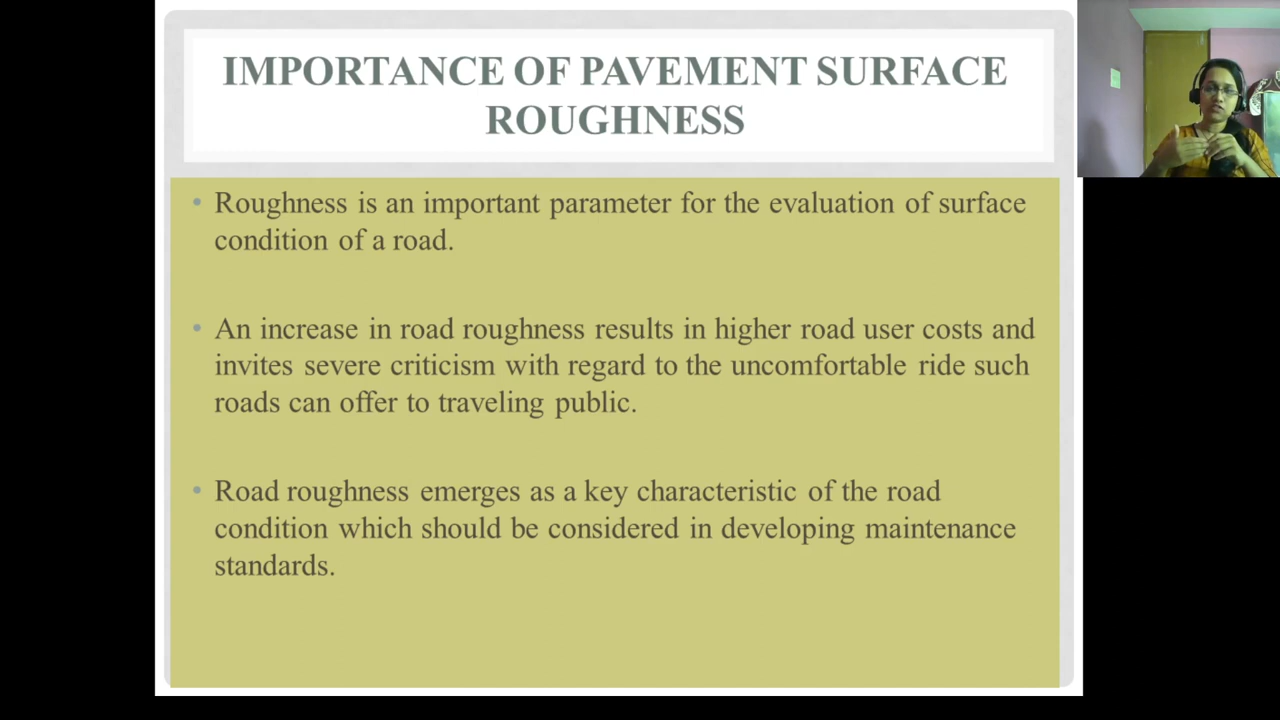 IMPORTANCE OF PAVEMENT SURFACE
ROUGHNESS
• Roughness is an important parameter for the evaluation of surface
condition of a road.
• An increase in road roughness results in higher road user costs and
invites severe criticism with regard to the uncomfortable ride such
roads can offer to traveling public.
• Road roughness emerges as a key characteristic of the road
condition which should be considered in developing maintenance
standards.